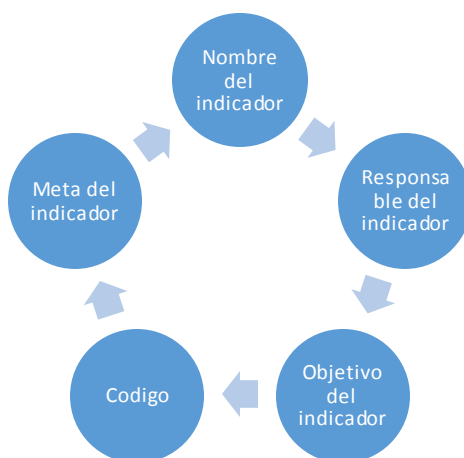 Nombre
del
indicador
Responsa
ble del
indicador
Objetivo
del
indicador
Codigo
Meta del
indicador